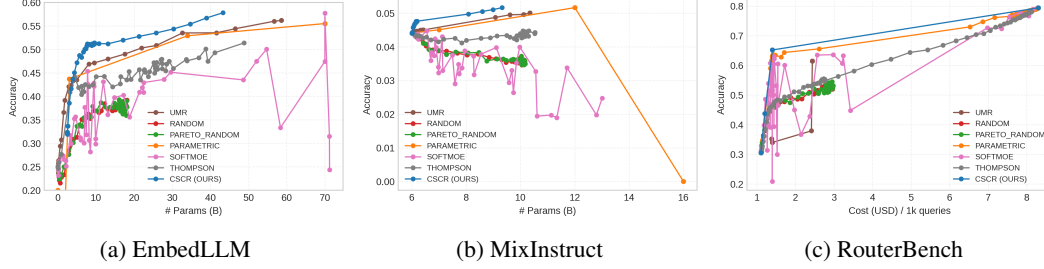 0.60
0.55
0.50
0.45
0.40
0.35
0.30
0.25
0.20
Accuracy
0 10 20 30 40 50 60 70
# Params (B)
UMR
RANDOM
PARETO_RANDOM
PARAMETRIC
SOFTMOE
THOMPSON
CSCR (OURS)
(a) EmbedLLM
0.05
0.04
0.03
0.02
0.01
0.00
Accuracy
6 8 10 12 14 16
# Params (B)
UMR
RANDOM
PARETO_RANDOM
PARAMETRIC
SOFTMOE
THOMPSON
CSCR (OURS)
(b) MixInstruct
0.8
0.7
0.6
0.5
0.4
0.3
0.2
Accuracy
1 2 3 4 5 6 7 8
Cost (USD) / 1k queries
UMR
RANDOM
PARETO_RANDOM
PARAMETRIC
SOFTMOE
THOMPSON
CSCR (OURS)
(c) RouterBench